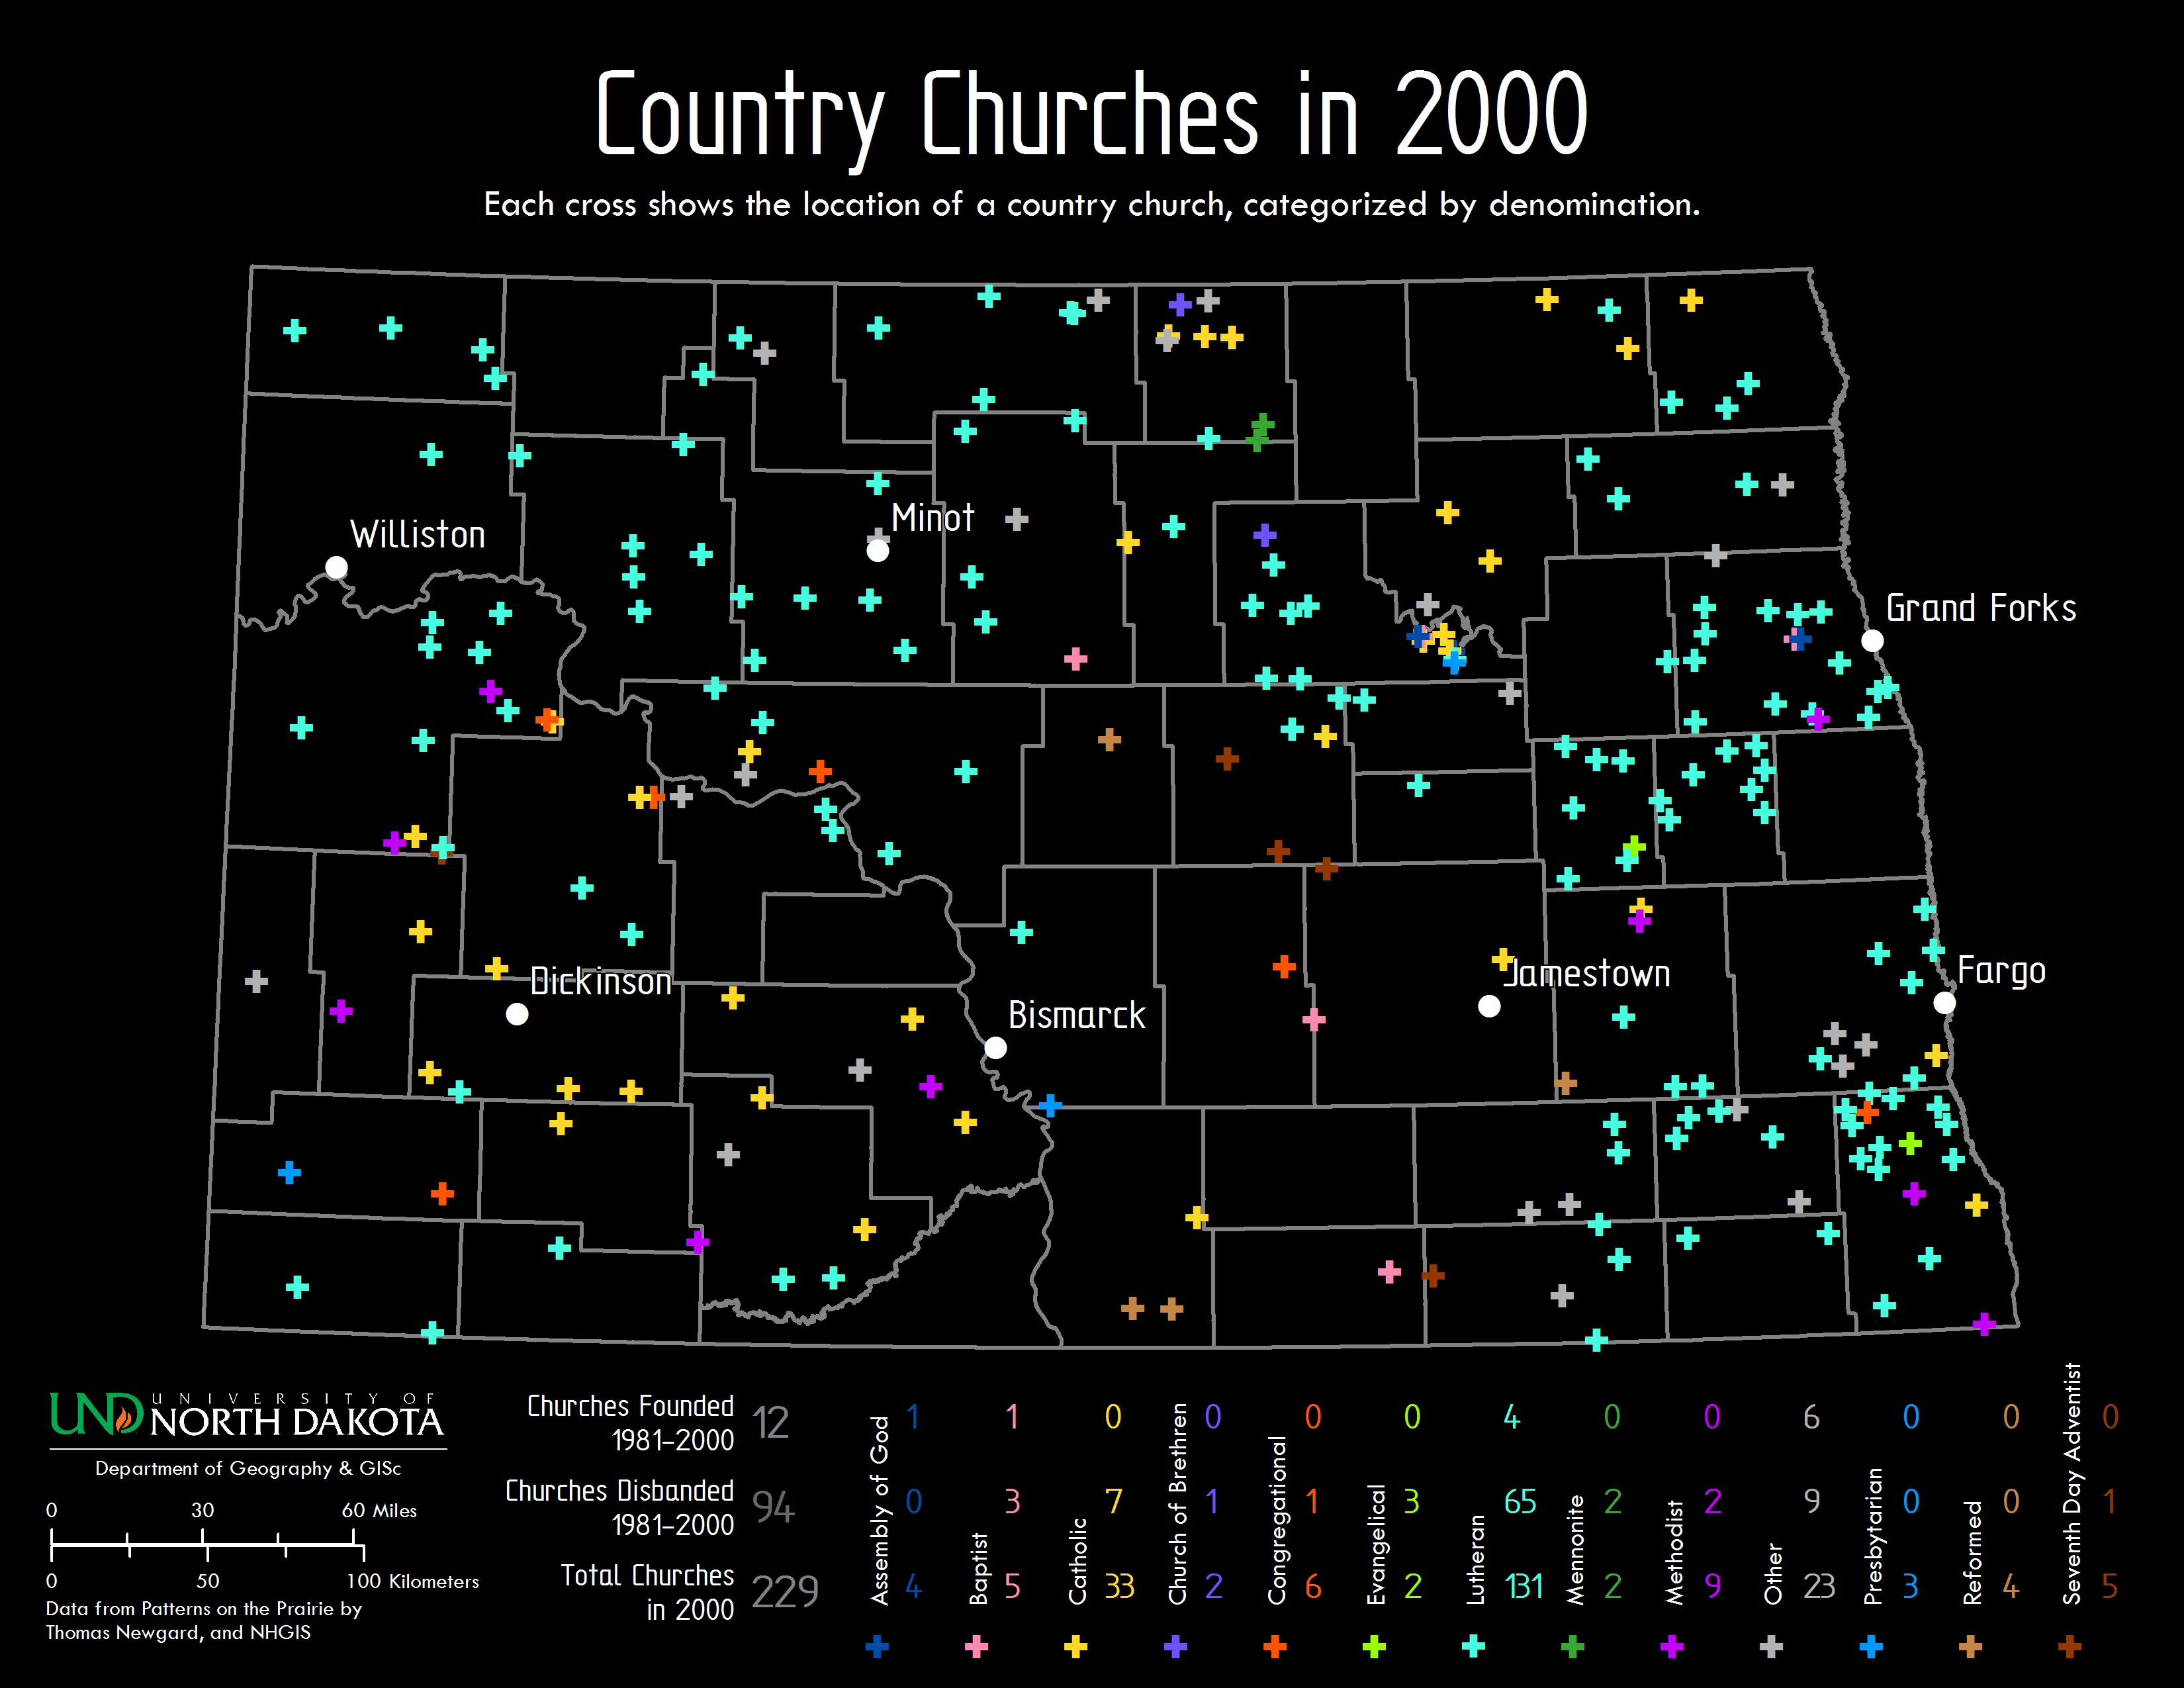 Country Churches in 2000
Each cross shows the location of a country church, categorized by denomination.
Minot
Williston
Grand Forks
Dickinson
Jamestown
Fargo
Bismarck
UND UNIVERSITY OF
NORTH DAKOTA
Department of Geography & GISc
0 30 60 Miles
0 50 100 Kilometers
Data from Patterns on the Prairie by
Thomas Newgard, and NHGIS
Churches Founded
1981–2000
12
1 1 0 0 0 0 4 0 0 6 0 0 0
Churches Disbanded
1981–2000
94
0 3 7 1 1 3 65 2 2 9 0 0 1
Total Churches
in 2000
229
4 5 33 2 6 2 131 2 9 23 3 4 5
Assembly of God
Baptist
Catholic
Church of Brethren
Congregational
Evangelical
Lutheran
Mennonite
Methodist
Other
Presbytarian
Reformed
Seventh Day Adventist